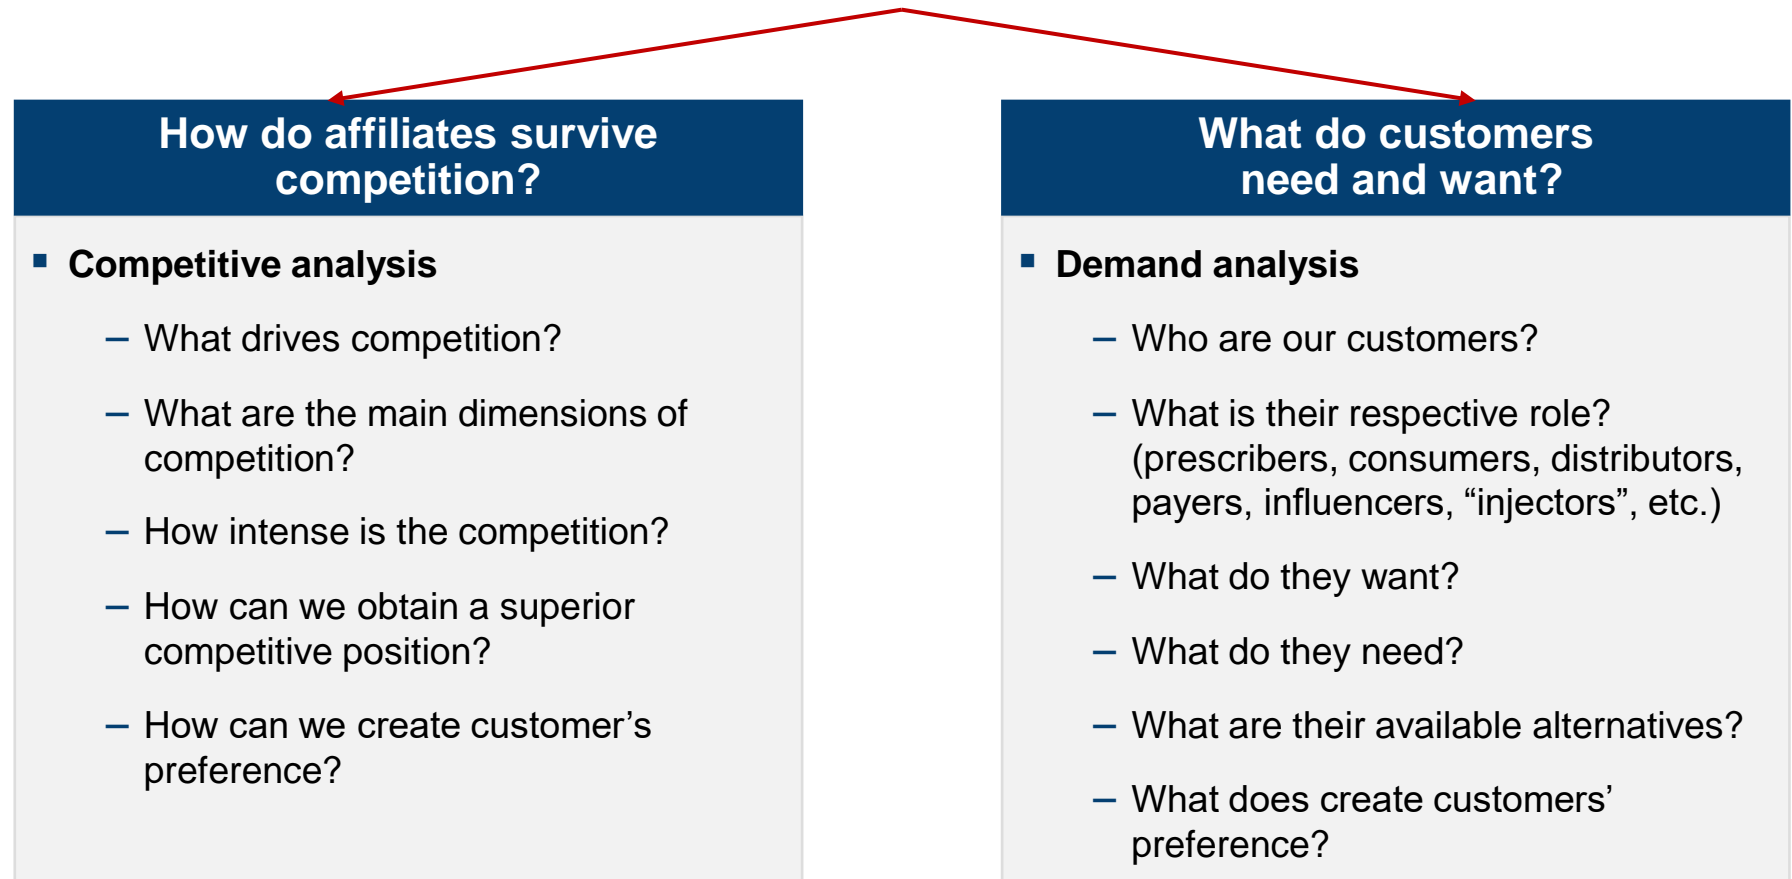 How do affiliates survive
competition?
▪ Competitive analysis
– What drives competition?
– What are the main dimensions of
competition?
– How intense is the competition?
– How can we obtain a superior
competitive position?
– How can we create customer’s
preference?
What do customers
need and want?
▪ Demand analysis
– Who are our customers?
– What is their respective role?
(prescribers, consumers, distributors,
payers, influencers, “injectors”, etc.)
– What do they want?
– What do they need?
– What are their available alternatives?
– What does create customers’
preference?